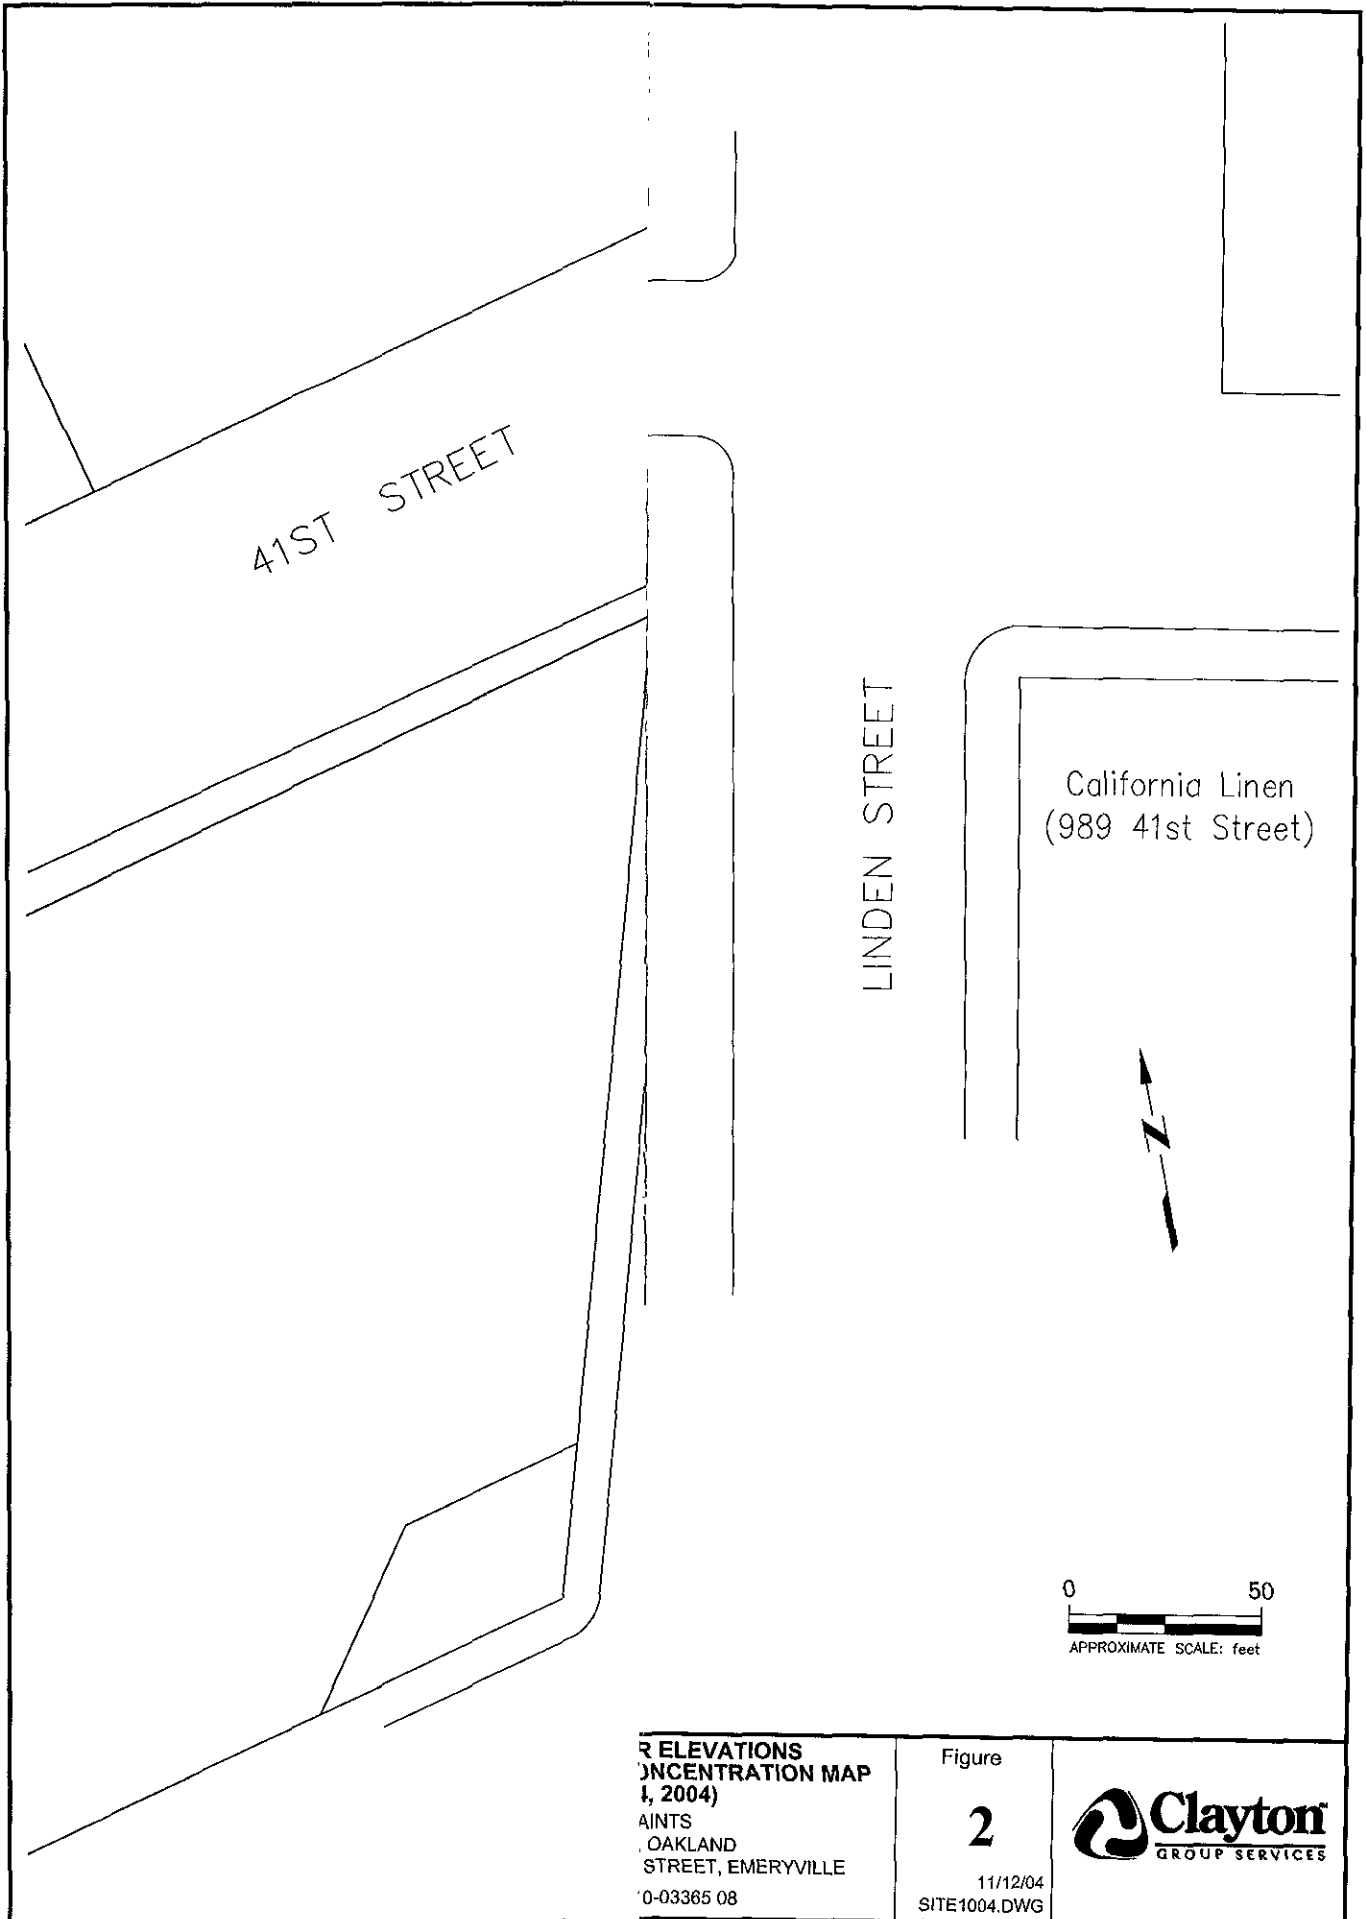 41ST STREET
LINDEN STREET
California Linen
(989 41st Street)
N
0 50
APPROXIMATE SCALE: feet
R ELEVATIONS
ONCENTRATION MAP
, 2004)
AINTS
, OAKLAND
STREET, EMERYVILLE
0-03365 08
Figure
2
11/12/04
SITE1004.DWG
Clayton
GROUP SERVICES